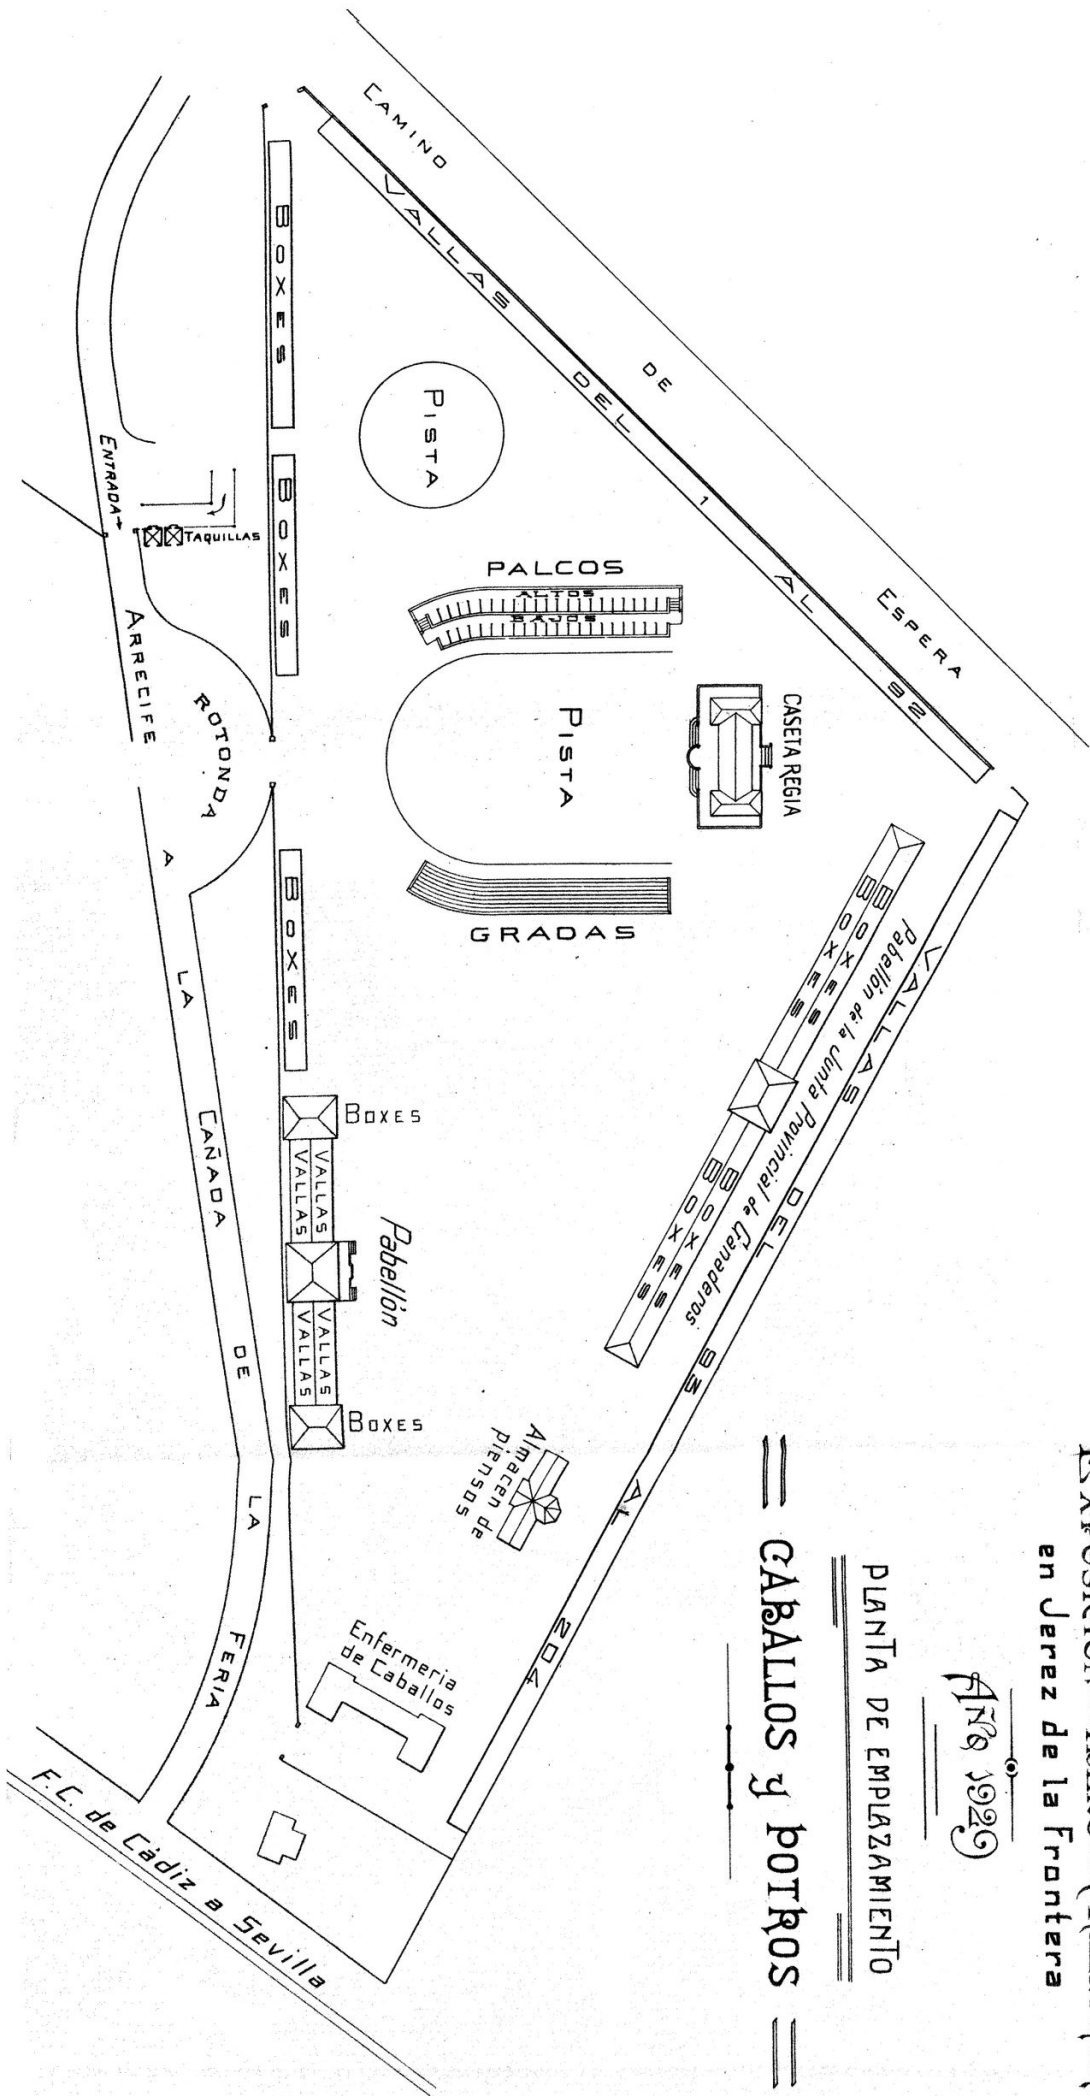 en Jerez de la Frontera
Año 1929
PLANTA DE EMPLAZAMIENTO
CABALLOS y POTROS
CAMINO DE ESPERA
VALLAS DEL 1 AL 92
BOXES
BOXES
PISTA
ENTRADA
TAQUILLAS
PALCOS
ALTOS
BAJOS
CASETA REGIA
PISTA
ROTONDA
GRADAS
ARRECIFE A LA CAÑADA DE LA FERIA
BOXES
VALLAS DEL 93 AL 204
Pabellón de la Junta Provincial de Ganaderos
BOXES
BOXES
BOXES
BOXES
BOXES
VALLAS
VALLAS
Pabellón
VALLAS
VALLAS
BOXES
Almacen de
piensos
Enfermeria
de Caballos
F.C. de Cádiz a Sevilla